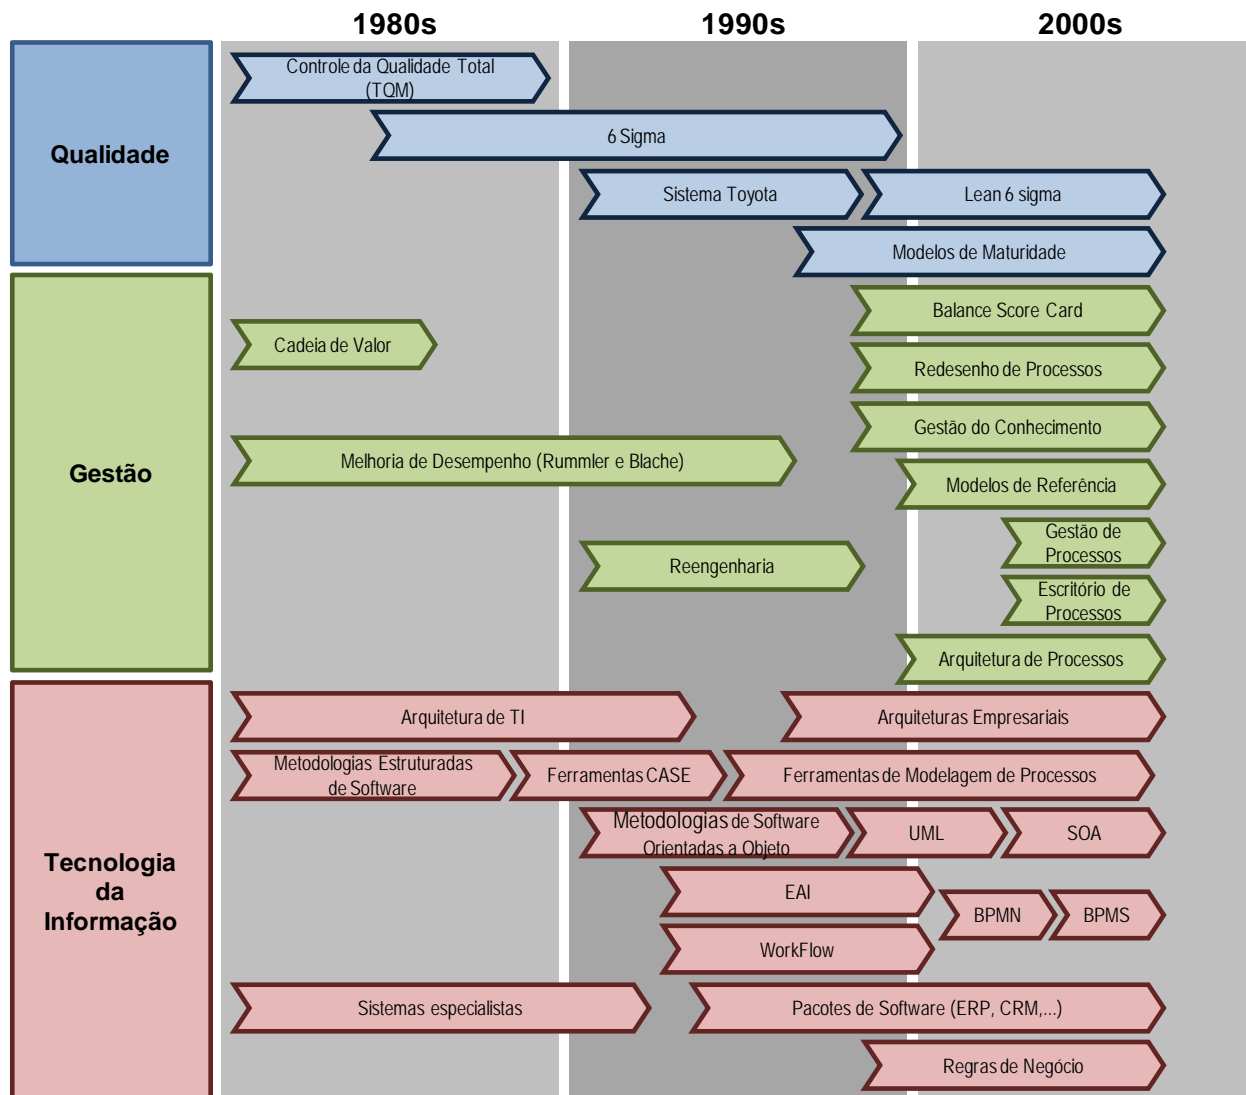 1980s
1990s
2000s
Qualidade
Controle da Qualidade Total
(TQM)
6 Sigma
Sistema Toyota
Lean 6 sigma
Modelos de Maturidade
Gestão
Balance Score Card
Cadeia de Valor
Redesenho de Processos
Gestão do Conhecimento
Melhoria de Desempenho (Rummler e Blache)
Modelos de Referência
Gestão de
Processos
Reengenharia
Escritório de
Processos
Arquitetura de Processos
Tecnologia
da
Informação
Arquitetura de TI
Arquiteturas Empresariais
Metodologias Estruturadas
de Software
Ferramentas CASE
Ferramentas de Modelagem de Processos
Metodologias de Software
Orientadas a Objeto
UML
SOA
EAI
BPMN
BPMS
WorkFlow
Sistemas especialistas
Pacotes de Software (ERP, CRM,...)
Regras de Negócio